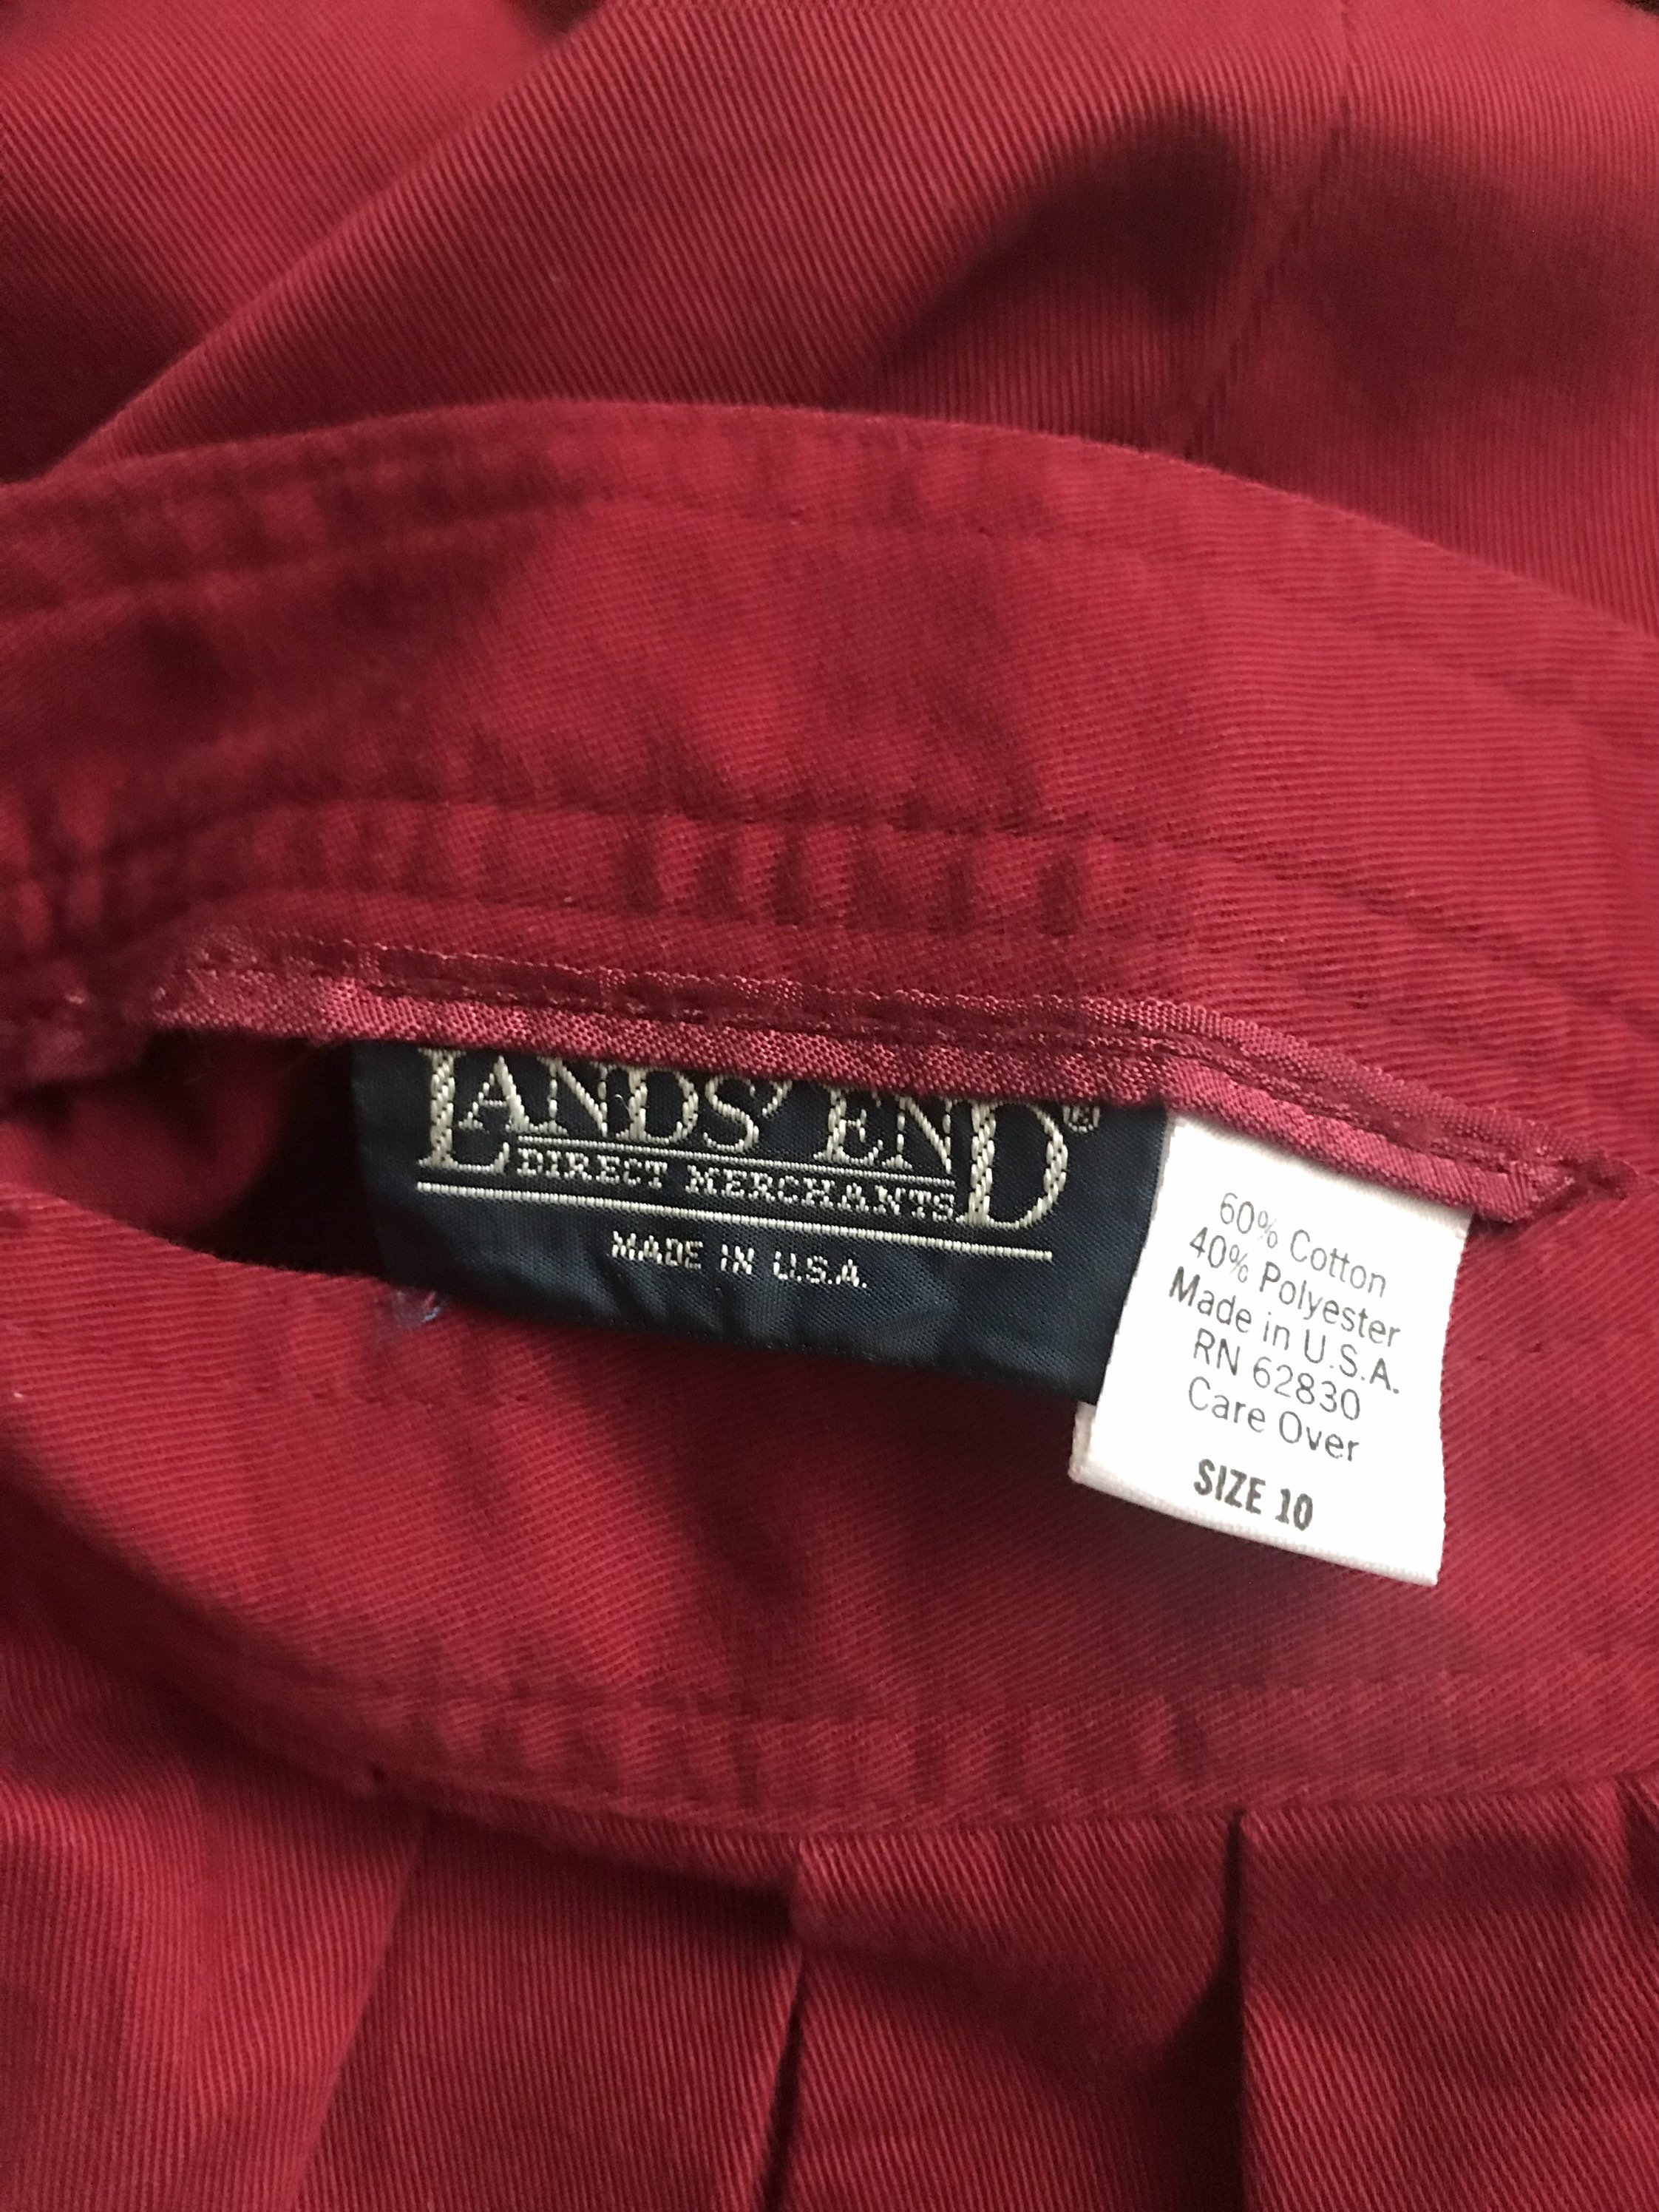 LANDS' END®
DIRECT MERCHANTS
MADE IN U.S.A.
60% Cotton
40% Polyester
Made in U.S.A.
RN 62830
Care Over
SIZE 10